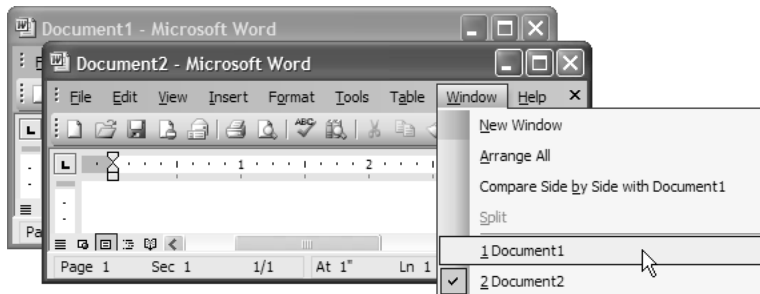 Document1 - Microsoft Word
Document2 - Microsoft Word
File Edit View Insert Format Tools Table Window Help
ABC
New Window
Arrange All
Compare Side by Side with Document1
Split
1 2
1 Document1
Page 1 Sec 1 1/1 At 1" Ln 1
2 Document2